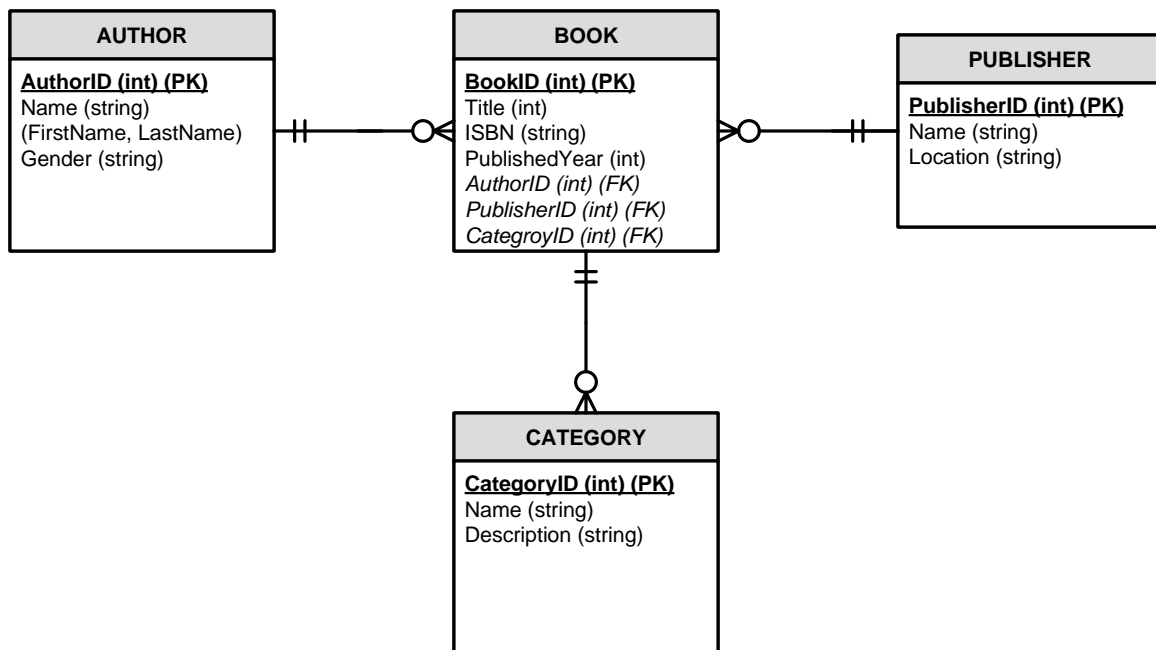 AUTHOR
AuthorID (int) (PK)
Name (string)
(FirstName, LastName)
Gender (string)
BOOK
BookID (int) (PK)
Title (int)
ISBN (string)
PublishedYear (int)
AuthorID (int) (FK)
PublisherID (int) (FK)
CategroyID (int) (FK)
PUBLISHER
PublisherID (int) (PK)
Name (string)
Location (string)
CATEGORY
CategoryID (int) (PK)
Name (string)
Description (string)